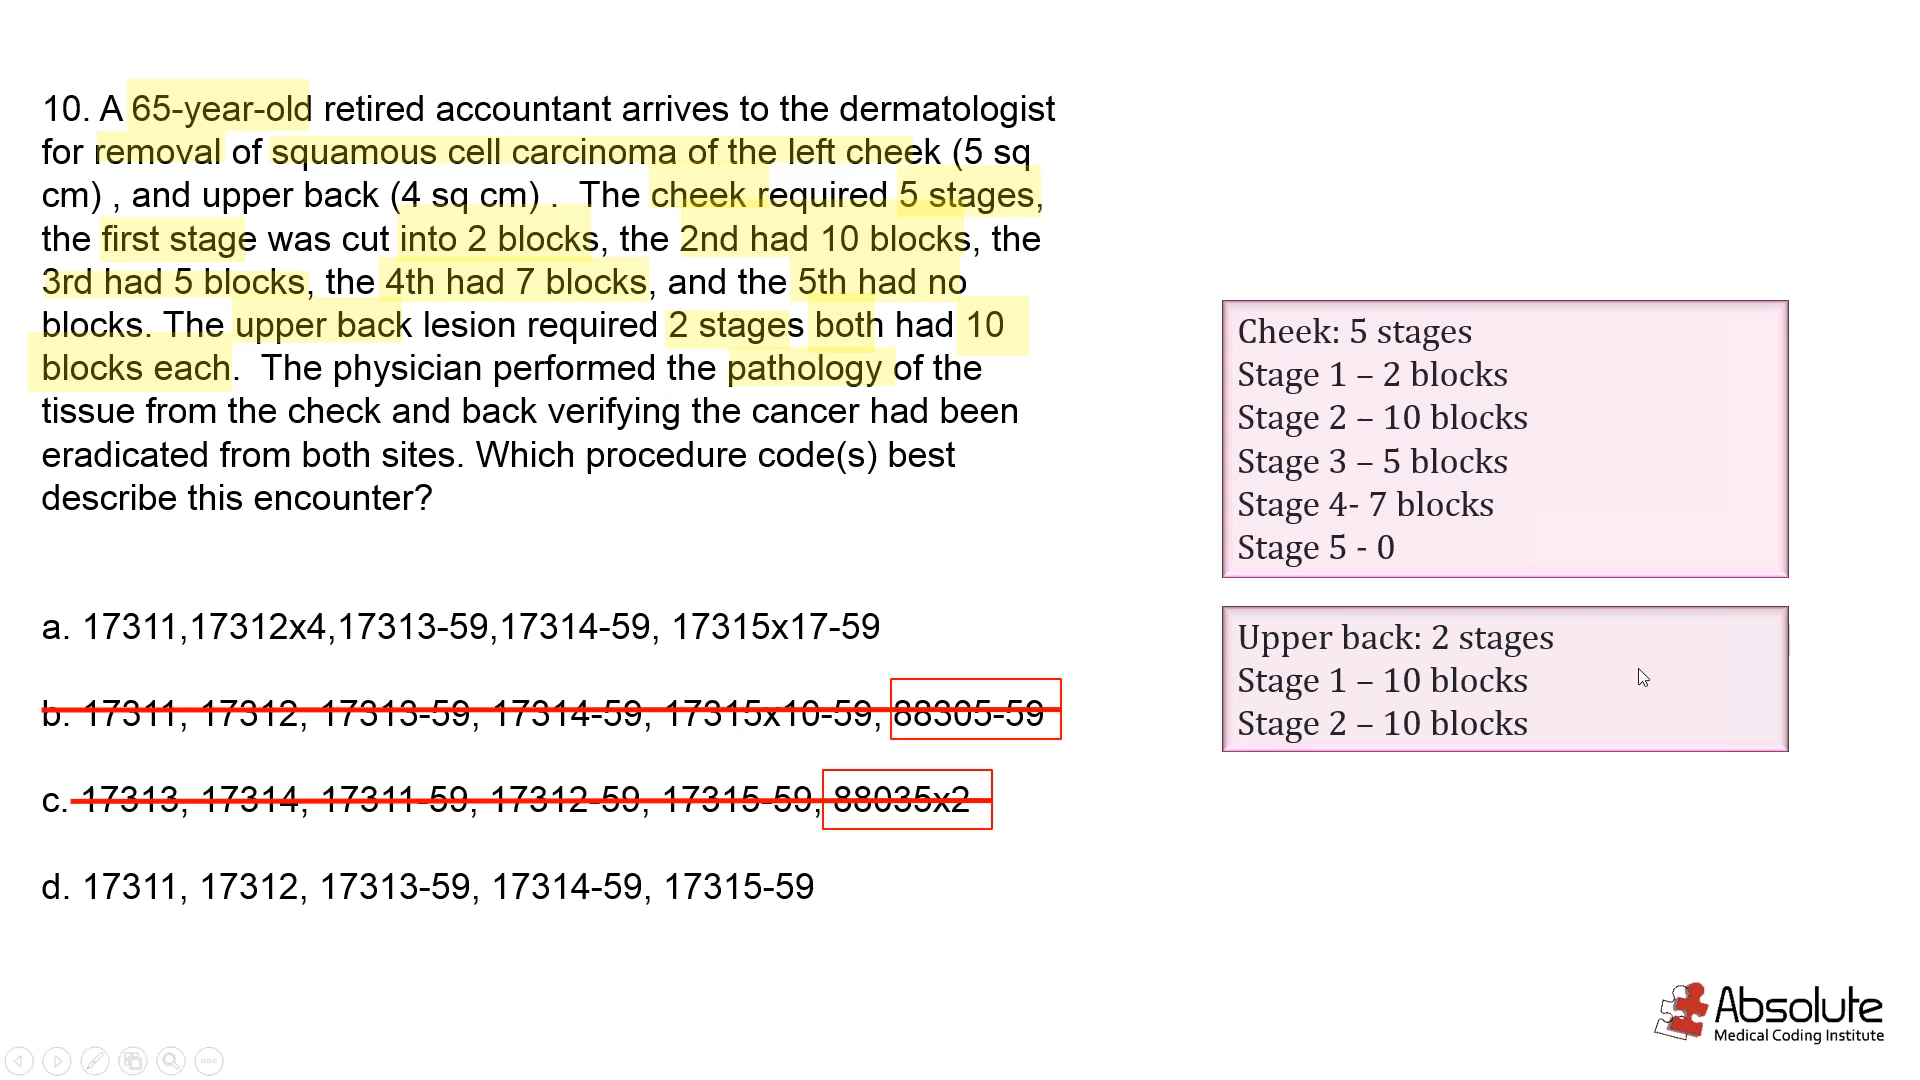 10. A 65-year-old retired accountant arrives to the dermatologist
for removal of squamous cell carcinoma of the left cheek (5 sq
cm) , and upper back (4 sq cm) .  The cheek required 5 stages,
the first stage was cut into 2 blocks, the 2nd had 10 blocks, the
3rd had 5 blocks, the 4th had 7 blocks, and the 5th had no
blocks. The upper back lesion required 2 stages both had 10
blocks each.  The physician performed the pathology of the
tissue from the check and back verifying the cancer had been
eradicated from both sites. Which procedure code(s) best
describe this encounter?
a. 17311,17312x4,17313-59,17314-59, 17315x17-59
b. 17311, 17312, 17313-59, 17314-59, 17315x10-59, 88305-59
c. 17313, 17314, 17311-59, 17312-59, 17315-59, 88035x2
d. 17311, 17312, 17313-59, 17314-59, 17315-59
Cheek: 5 stages
Stage 1 – 2 blocks
Stage 2 – 10 blocks
Stage 3 – 5 blocks
Stage 4- 7 blocks
Stage 5 - 0
Upper back: 2 stages
Stage 1 – 10 blocks
Stage 2 – 10 blocks
Absolute
Medical Coding Institute